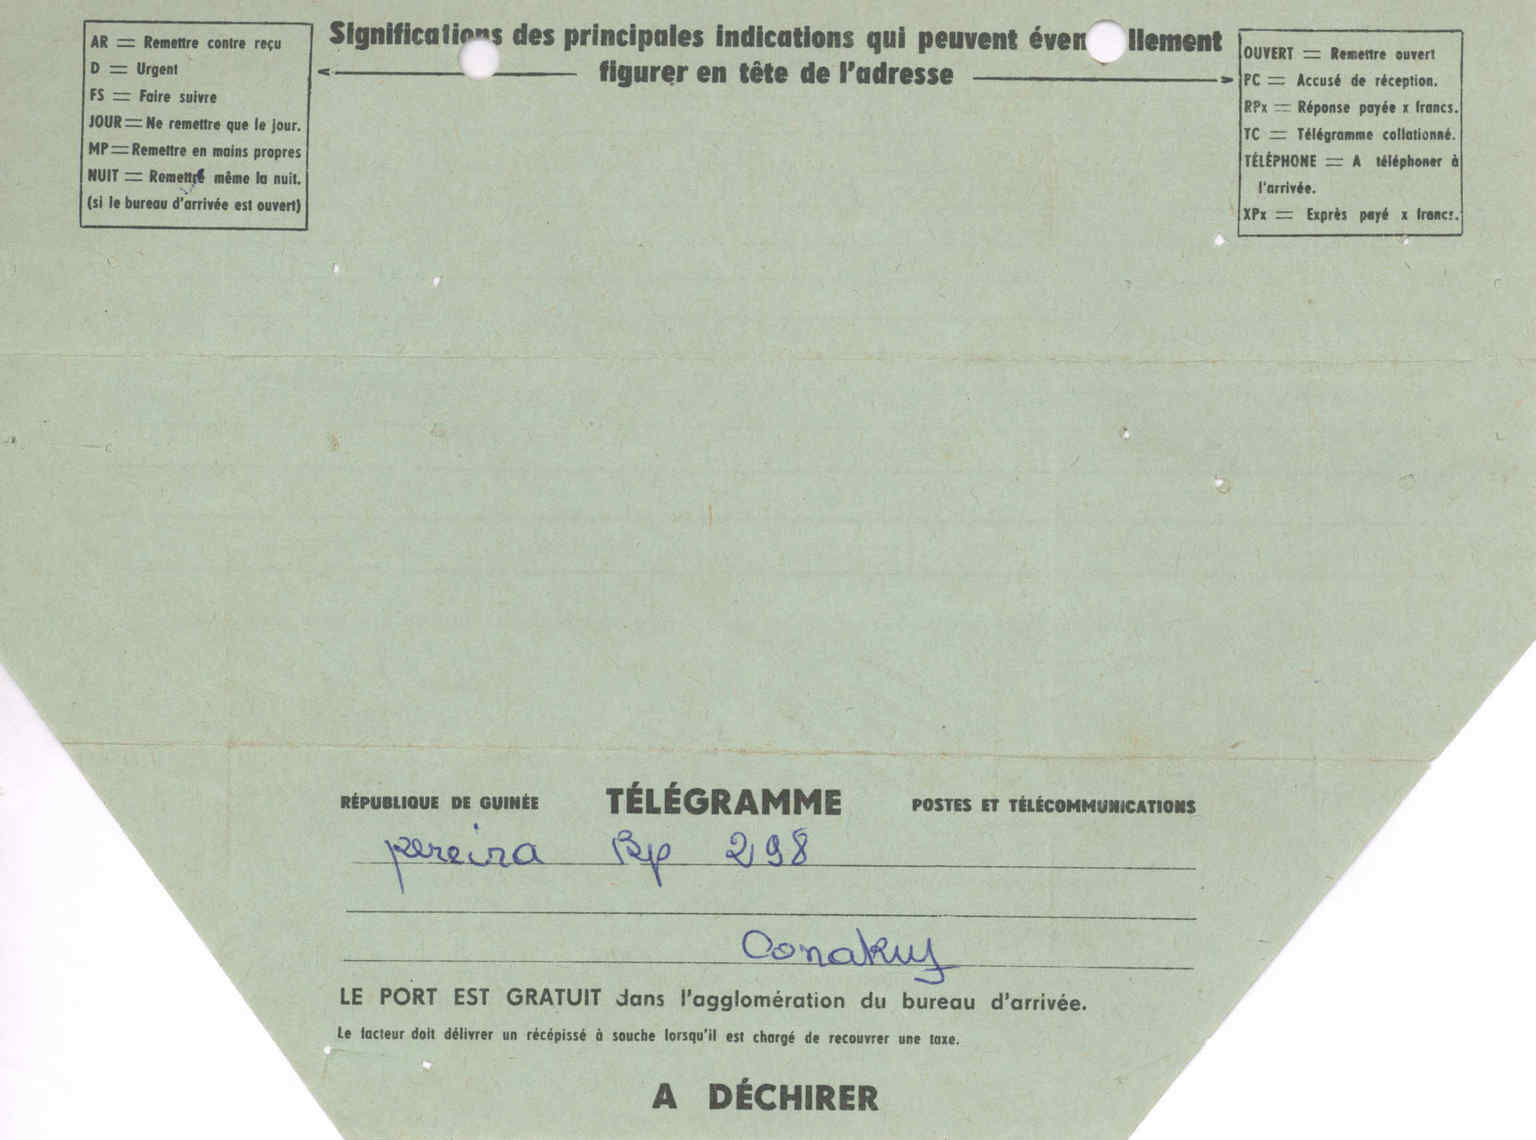 AR = Remettre contre reçu
D = Urgent
FS = Faire suivre
JOUR = Ne remettre que le jour.
MP = Remettre en mains propres
NUIT = Remettre même la nuit.
(si le bureau d'arrivée est ouvert)
Significations des principales indications qui peuvent éven llement
figurer en tête de l'adresse
OUVERT = Remettre ouvert
PC = Accusé de réception.
RPx = Réponse payée x francs.
TC = Télégramme collationné.
TÉLÉPHONE = A téléphoner à
l'arrivée.
XPx = Exprès payé x francs.
RÉPUBLIQUE DE GUINÉE TÉLÉGRAMME POSTES ET TÉLÉCOMMUNICATIONS
pereira Bp 298
Conakry
LE PORT EST GRATUIT dans l'agglomération du bureau d'arrivée.
Le facteur doit délivrer un récépissé à souche lorsqu'il est chargé de recouvrer une taxe.
A DÉCHIRER